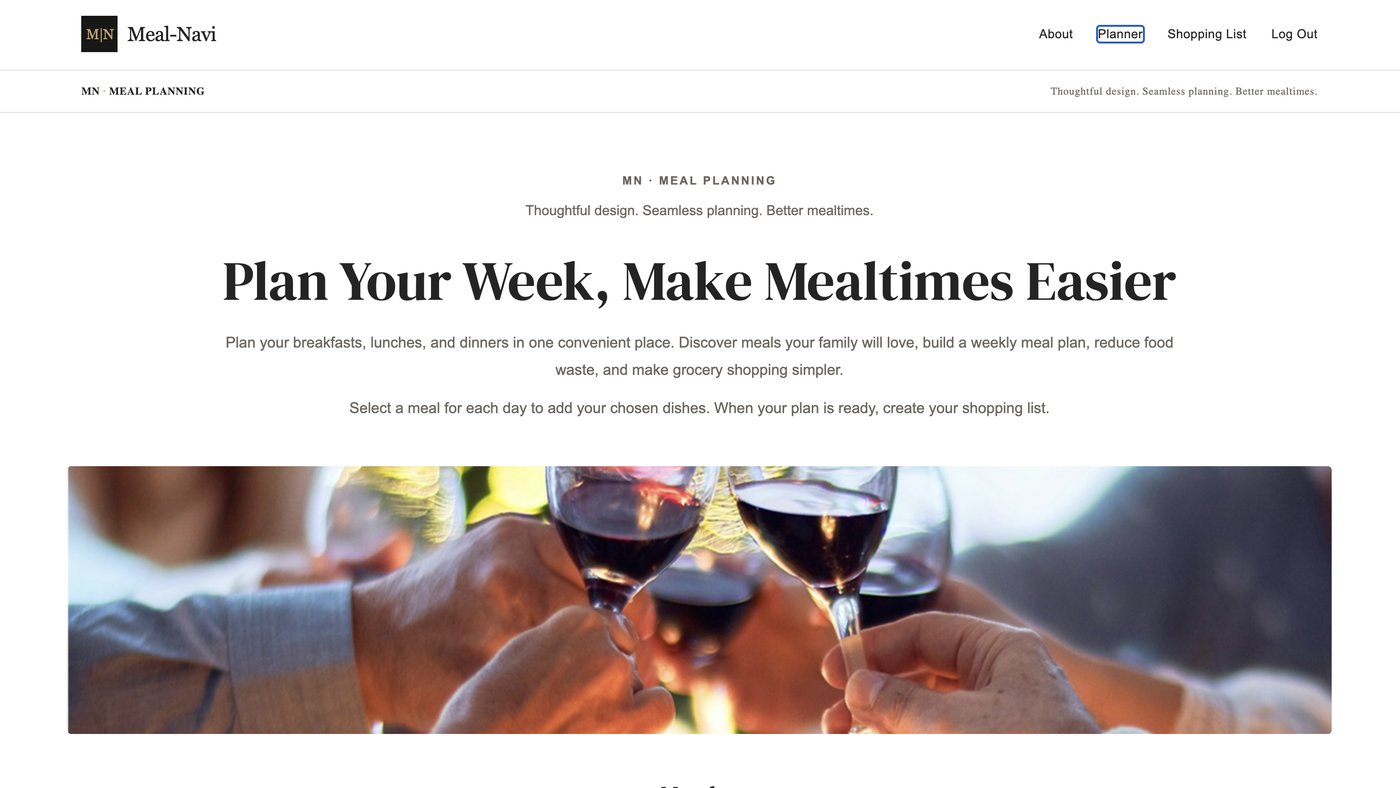 M|N Meal-Navi
About Planner Shopping List Log Out
MN · MEAL PLANNING
Thoughtful design. Seamless planning. Better mealtimes.
MN · MEAL PLANNING
Thoughtful design. Seamless planning. Better mealtimes.
Plan Your Week, Make Mealtimes Easier
Plan your breakfasts, lunches, and dinners in one convenient place. Discover meals your family will love, build a weekly meal plan, reduce food
waste, and make grocery shopping simpler.
Select a meal for each day to add your chosen dishes. When your plan is ready, create your shopping list.